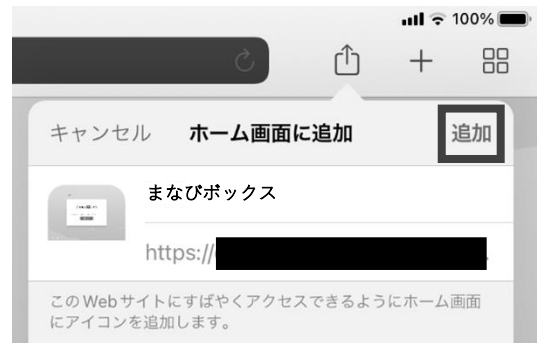 100%
キャンセル ホーム画面に追加 追加
まなびボックス
https://
このWebサイトにすばやくアクセスできるようにホーム画面
にアイコンを追加します。